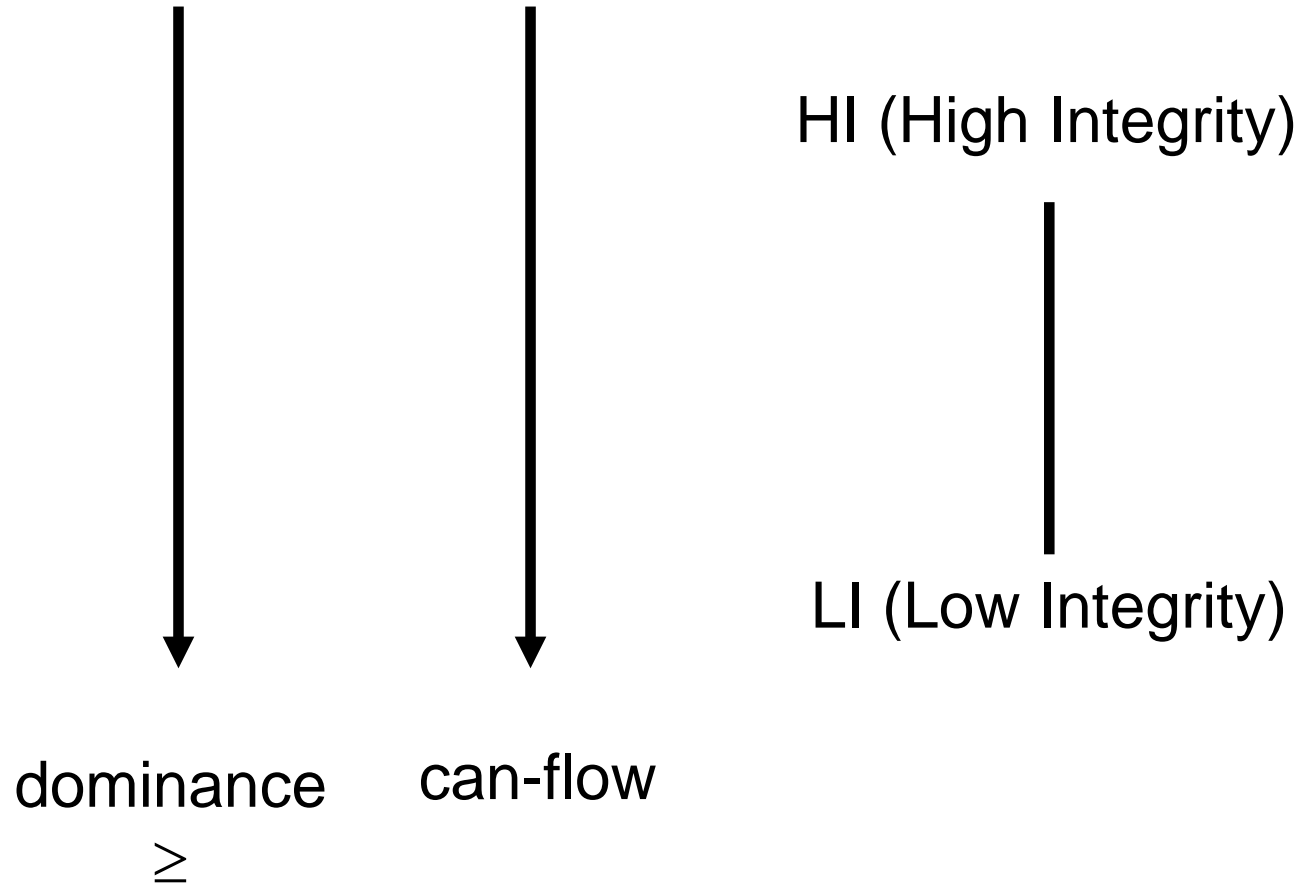 HI (High Integrity)
LI (Low Integrity)
dominance
≥
can-flow